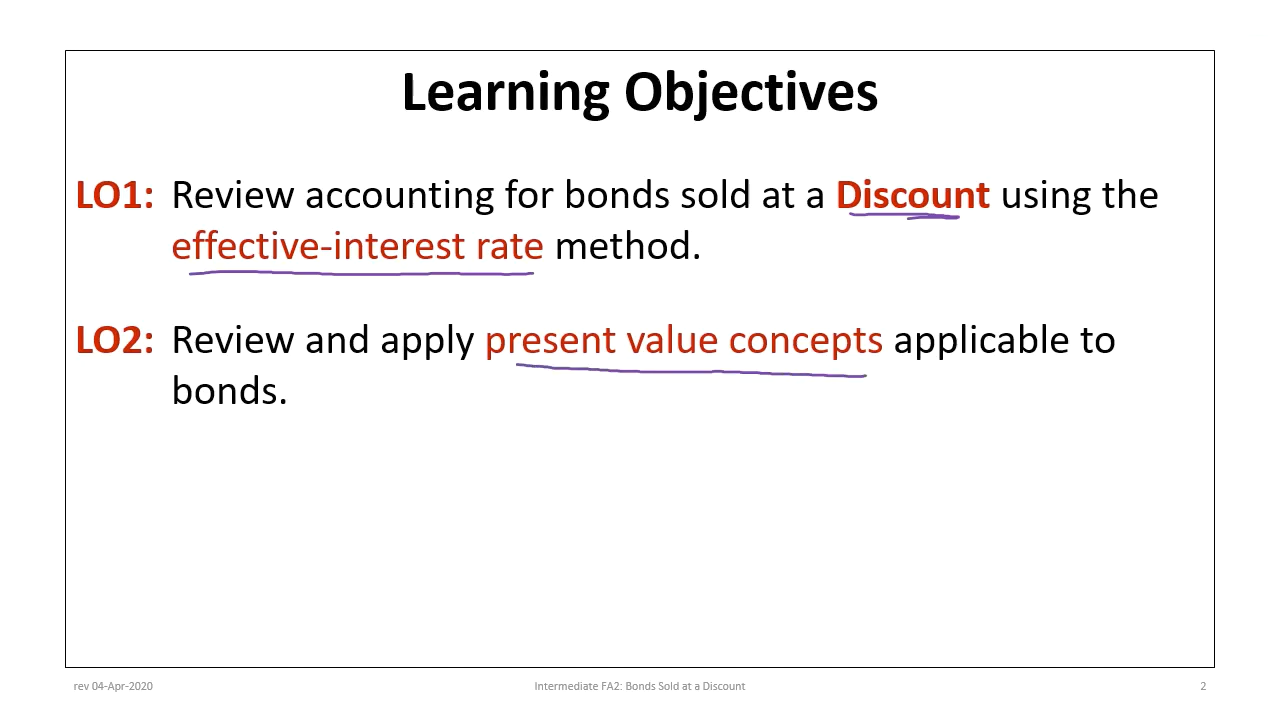 Learning Objectives
LO1: Review accounting for bonds sold at a Discount using the
effective-interest rate method.
LO2: Review and apply present value concepts applicable to
bonds.
rev 04-Apr-2020 Intermediate FA2: Bonds Sold at a Discount 2